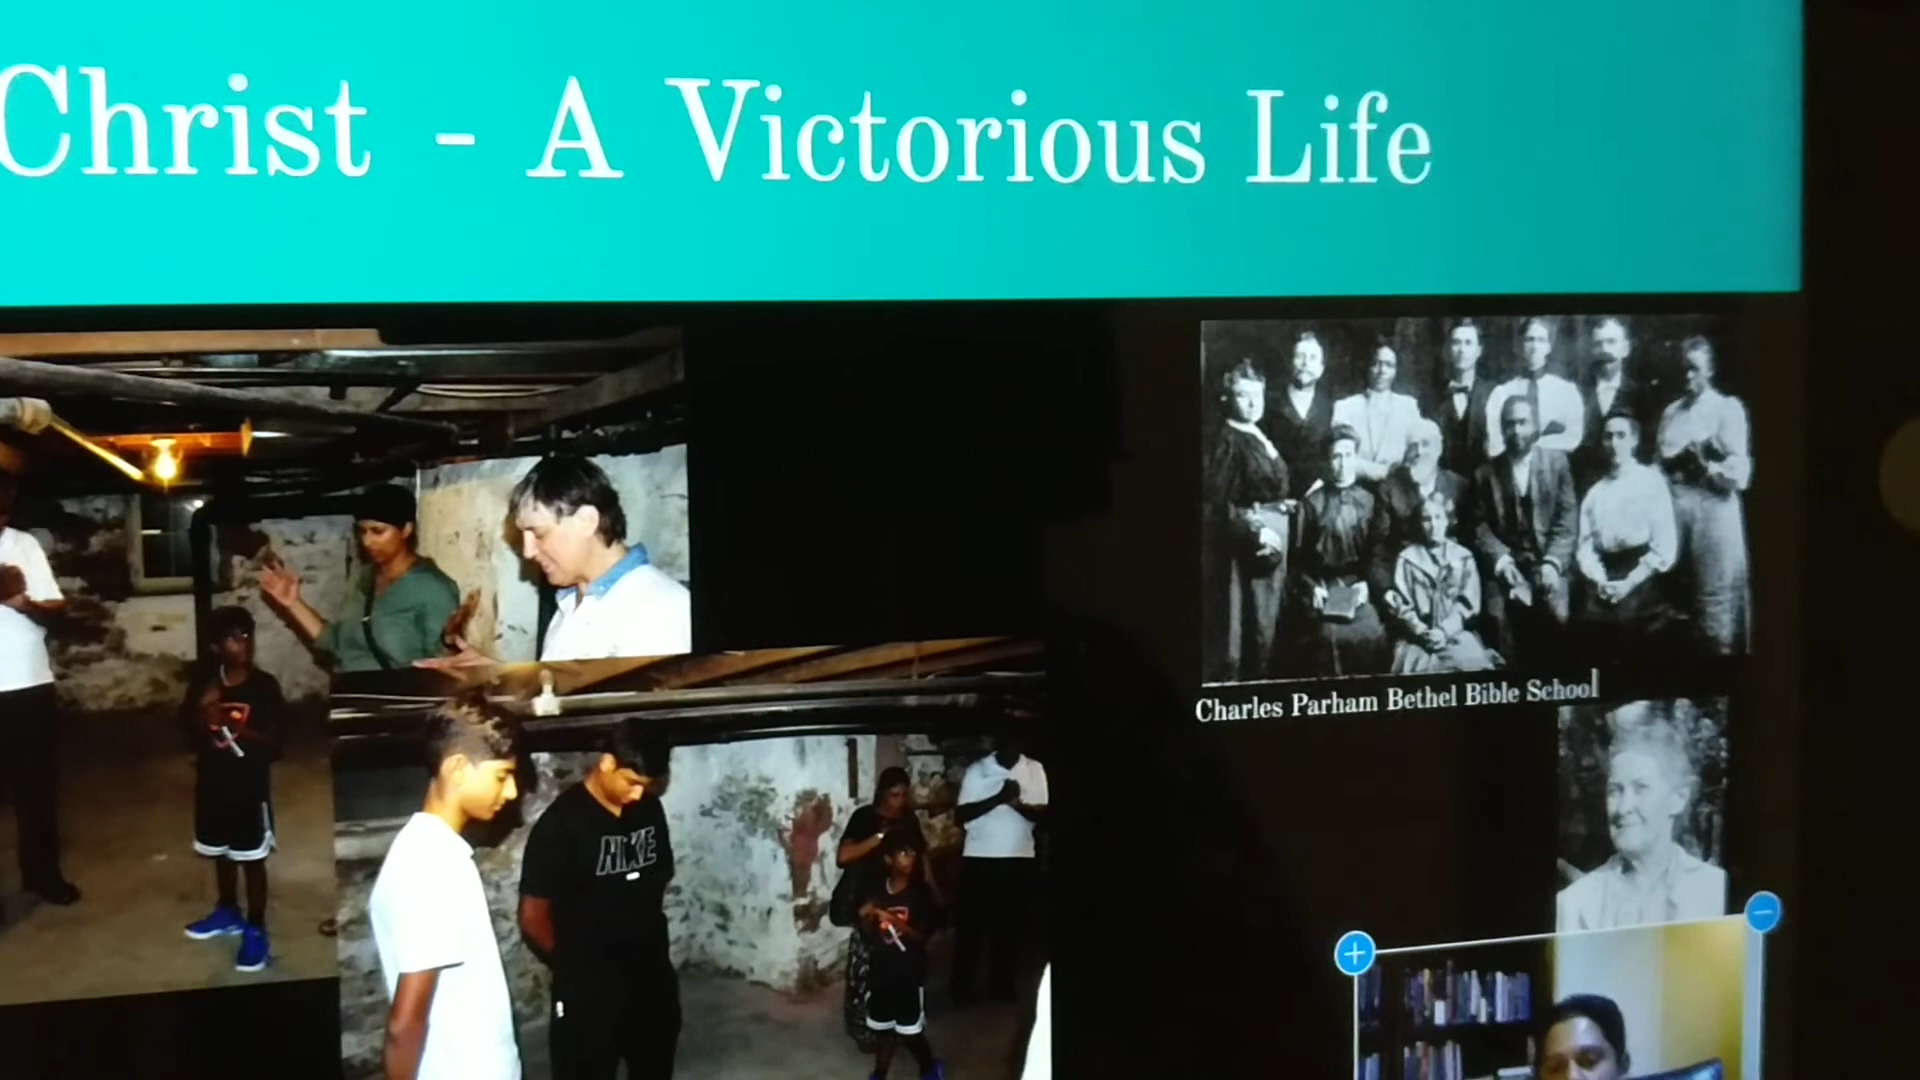 Christ - A Victorious Life
Charles Parham Bethel Bible School
NIKE